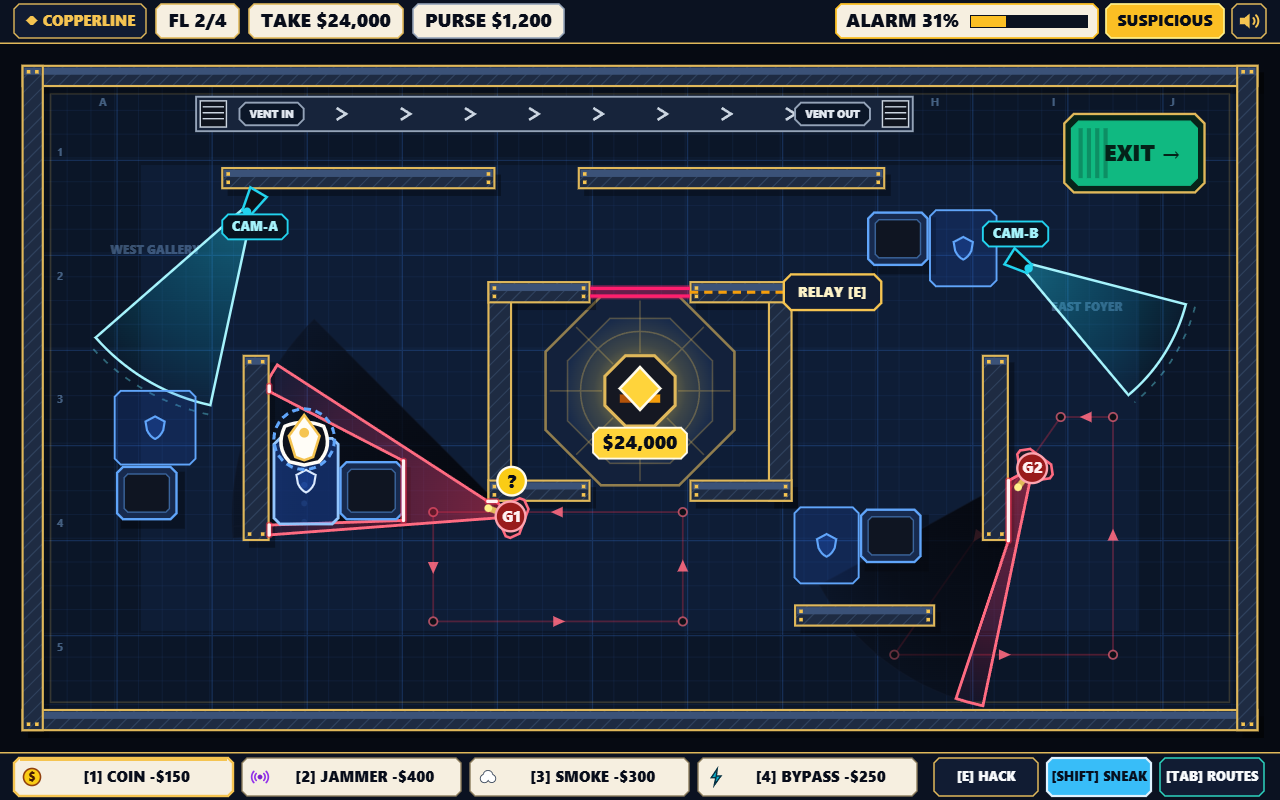 COPPERLINE
FL 2/4
TAKE $24,000
PURSE $1,200
ALARM 31%
SUSPICIOUS
A
H
I
J
VENT IN
VENT OUT
1
EXIT →
CAM-A
CAM-B
WEST GALLERY
2
RELAY [E]
EAST FOYER
3
$24,000
?
G2
G1
4
5
$ [1] COIN -$150
[2] JAMMER -$400
[3] SMOKE -$300
[4] BYPASS -$250
[E] HACK
[SHIFT] SNEAK
[TAB] ROUTES